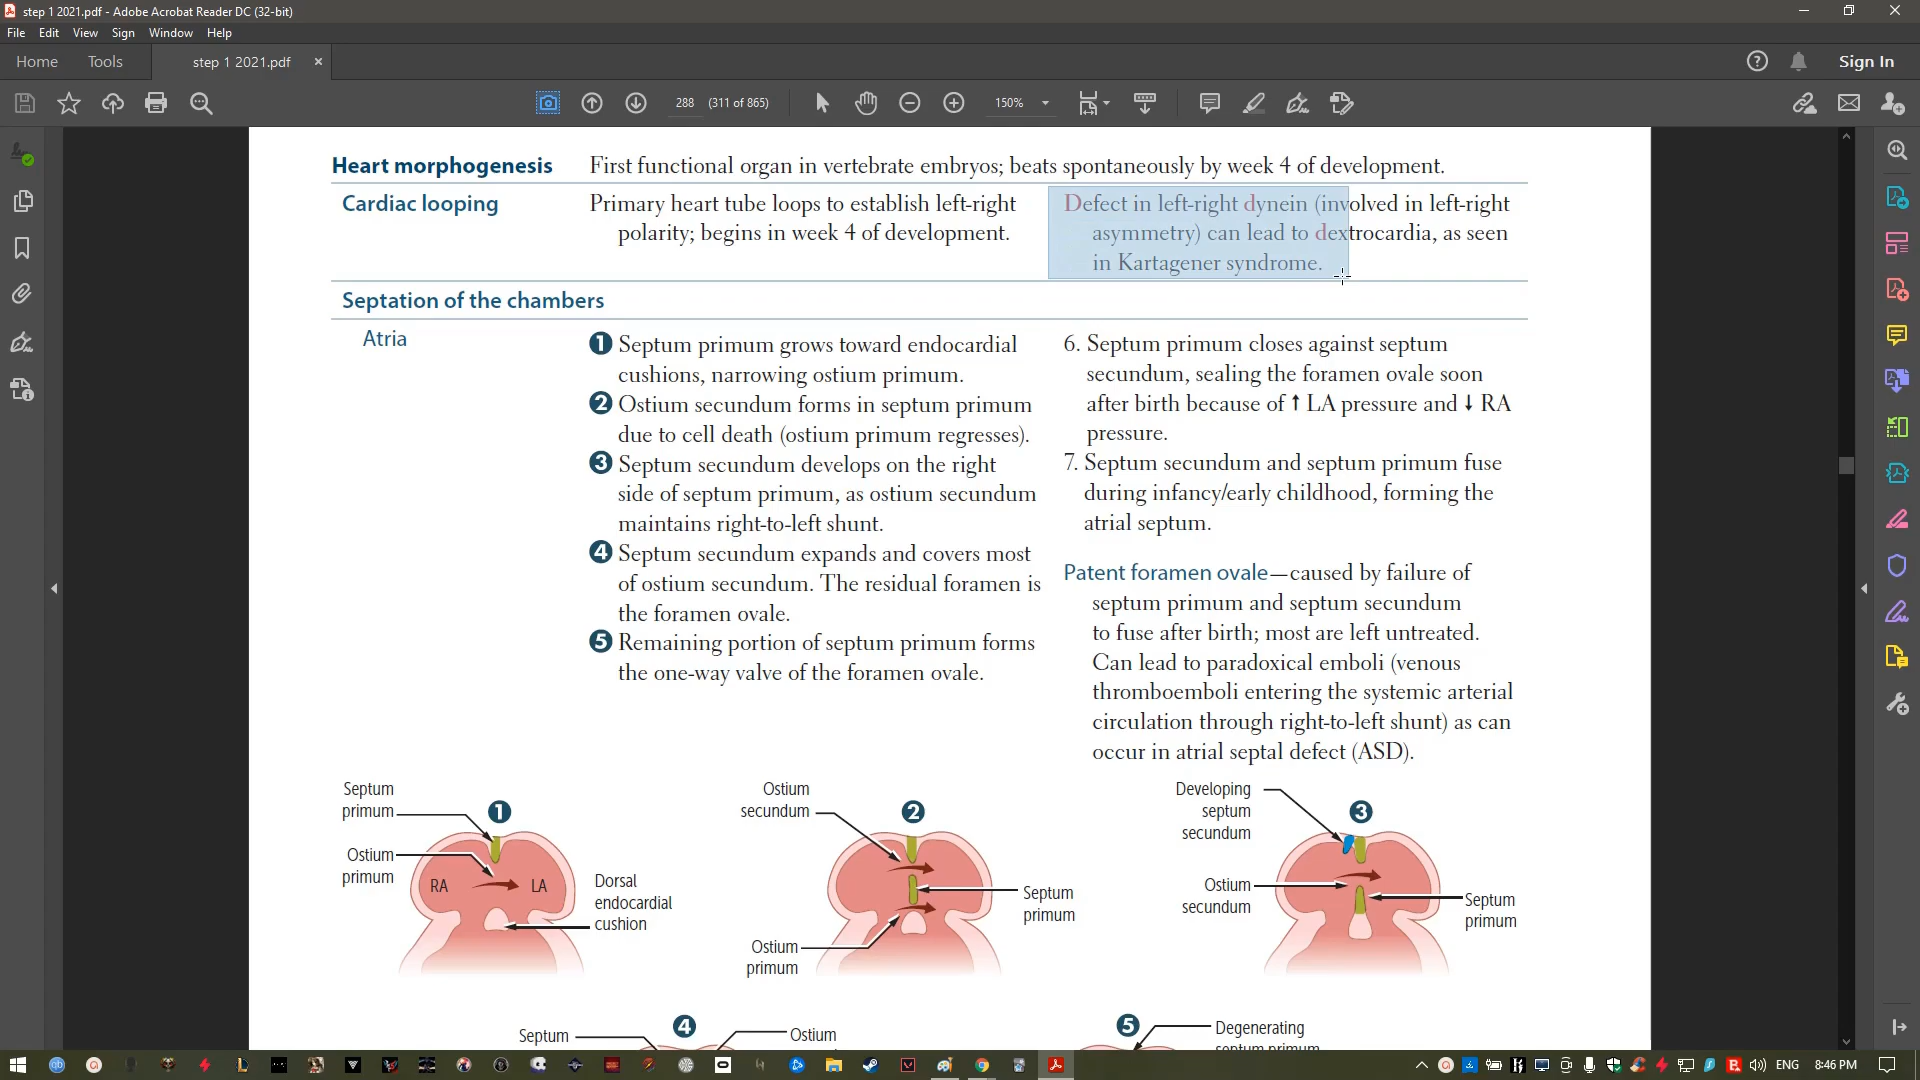 step 1 2021.pdf - Adobe Acrobat Reader DC (32-bit)
File Edit View Sign Window Help
Home Tools step 1 2021.pdf × Sign In
288 (311 of 865) 150%
Heart morphogenesis First functional organ in vertebrate embryos; beats spontaneously by week 4 of development.
Cardiac looping
Primary heart tube loops to establish left-right
polarity; begins in week 4 of development.
Defect in left-right dynein (involved in left-right
asymmetry) can lead to dextrocardia, as seen
in Kartagener syndrome.
Septation of the chambers
Atria
1 Septum primum grows toward endocardial
cushions, narrowing ostium primum.
2 Ostium secundum forms in septum primum
due to cell death (ostium primum regresses).
3 Septum secundum develops on the right
side of septum primum, as ostium secundum
maintains right-to-left shunt.
4 Septum secundum expands and covers most
of ostium secundum. The residual foramen is
the foramen ovale.
5 Remaining portion of septum primum forms
the one-way valve of the foramen ovale.
6. Septum primum closes against septum
secundum, sealing the foramen ovale soon
after birth because of ↑ LA pressure and ↓ RA
pressure.
7. Septum secundum and septum primum fuse
during infancy/early childhood, forming the
atrial septum.
Patent foramen ovale—caused by failure of
septum primum and septum secundum
to fuse after birth; most are left untreated.
Can lead to paradoxical emboli (venous
thromboemboli entering the systemic arterial
circulation through right-to-left shunt) as can
occur in atrial septal defect (ASD).
Septum
primum
1
Ostium
primum
RA LA
Dorsal
endocardial
cushion
Ostium
secundum
2
Septum
primum
Ostium
primum
Developing
septum
secundum
3
Ostium
secundum
Septum
primum
Septum
4
Ostium
5
Degenerating
septum primum
ENG 8:46 PM